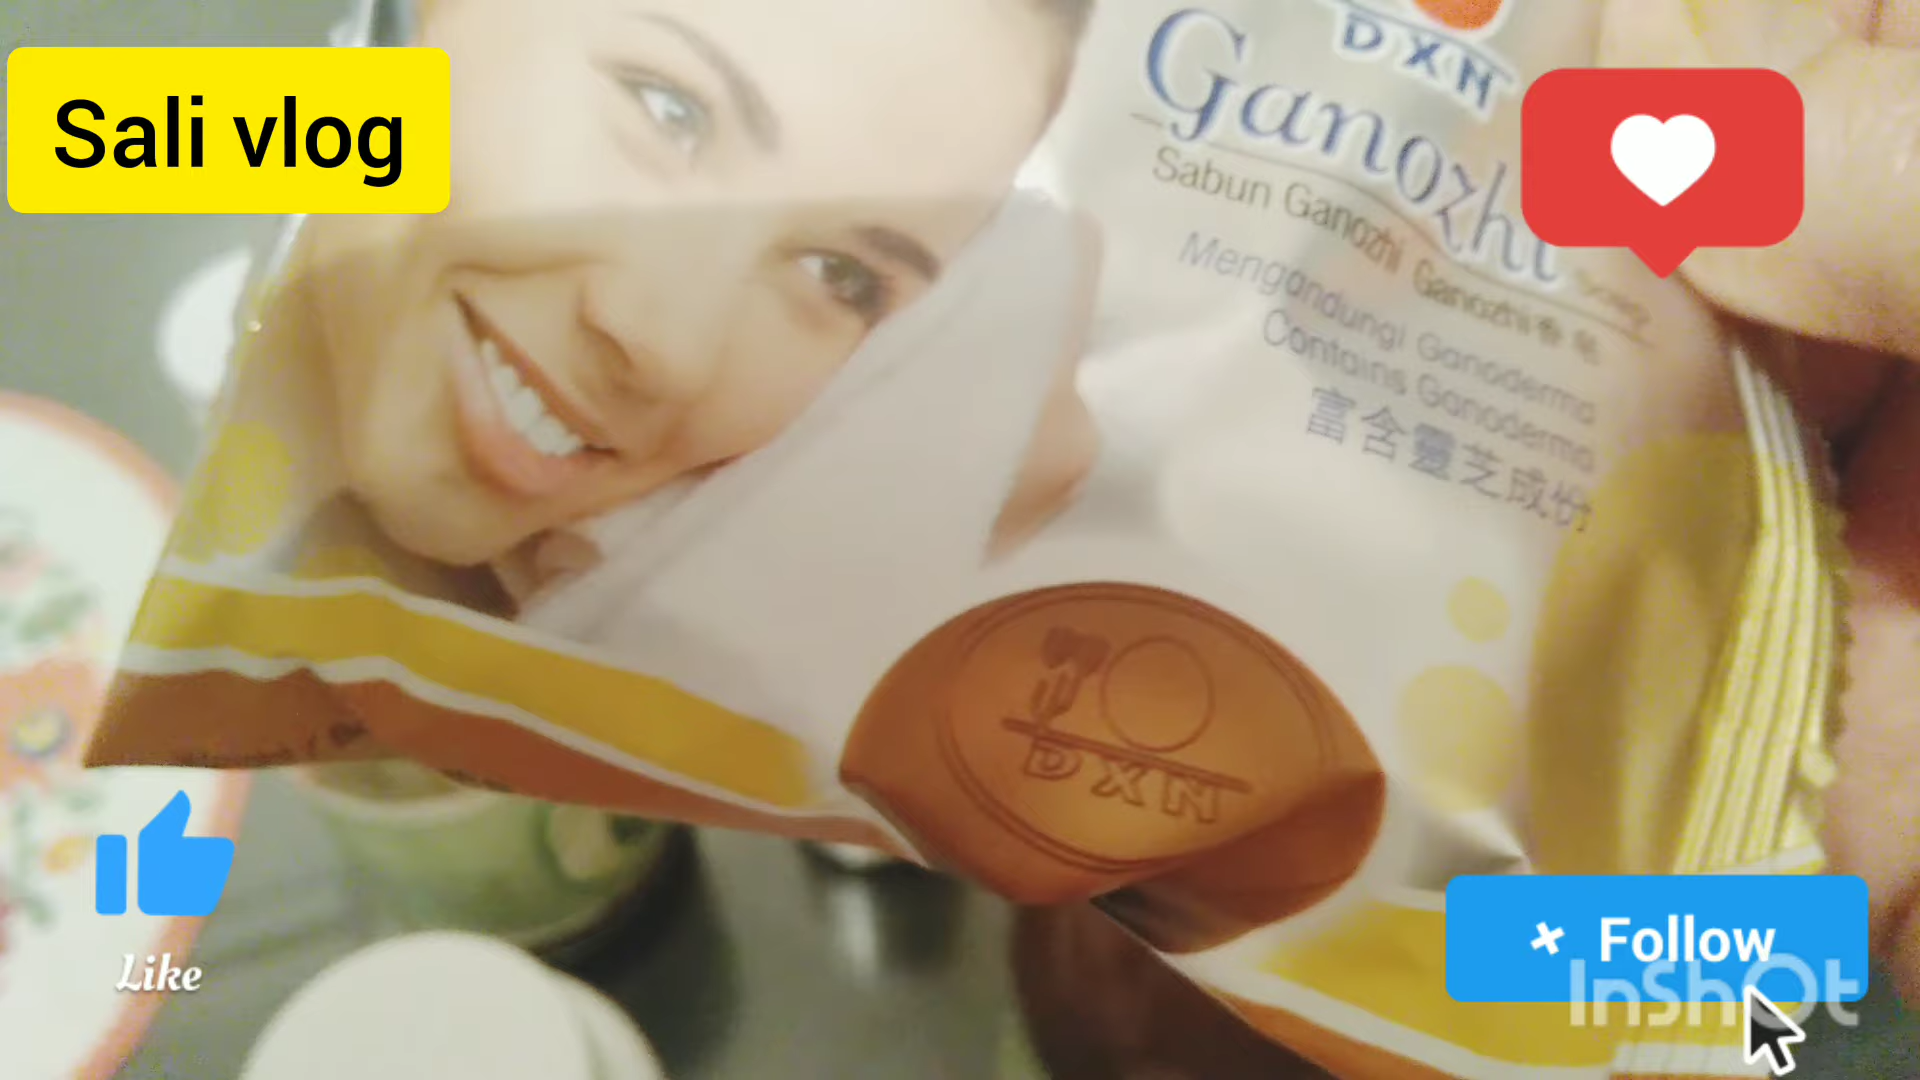 Sali vlog
DXN
Ganozhi
Sabun Ganozhi Ganozhi
Mengandungi Ganoderma
Contains Ganoderma
富含靈芝成份
DXN
Like
+ Follow
InShOt